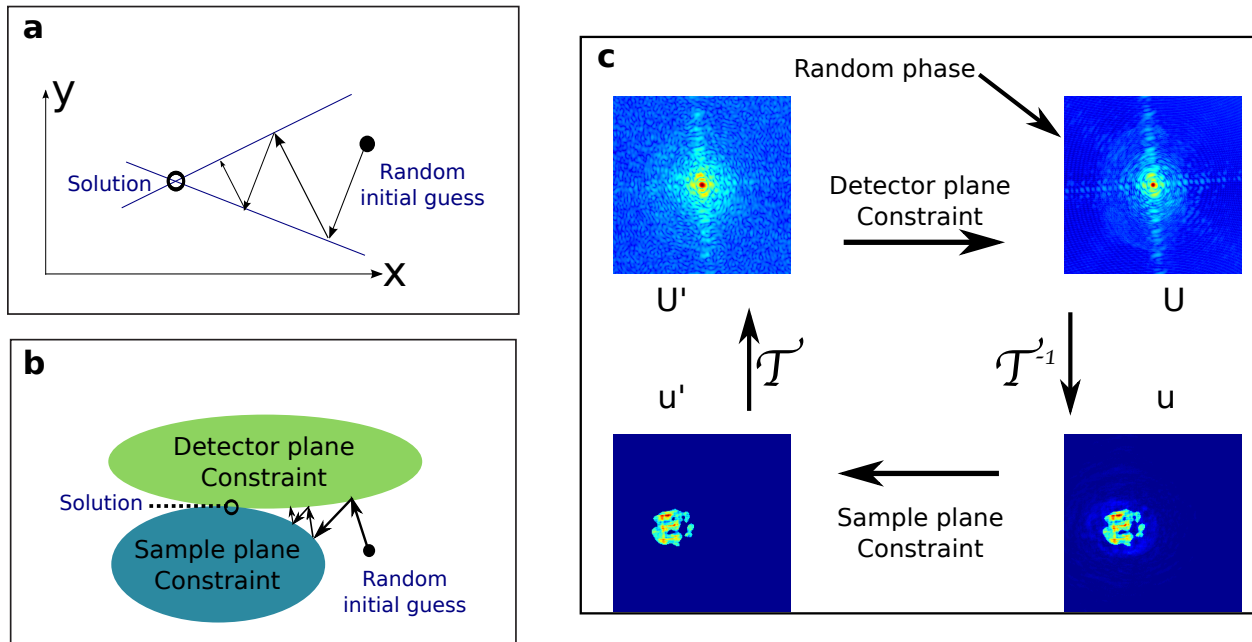 a
y
Solution
Random
initial guess
x
b
Detector plane
Constraint
Solution
Sample plane
Constraint
Random
initial guess
c
Random phase
Detector plane
Constraint
U'
U
𝒯
𝒯-1
u'
u
Sample plane
Constraint